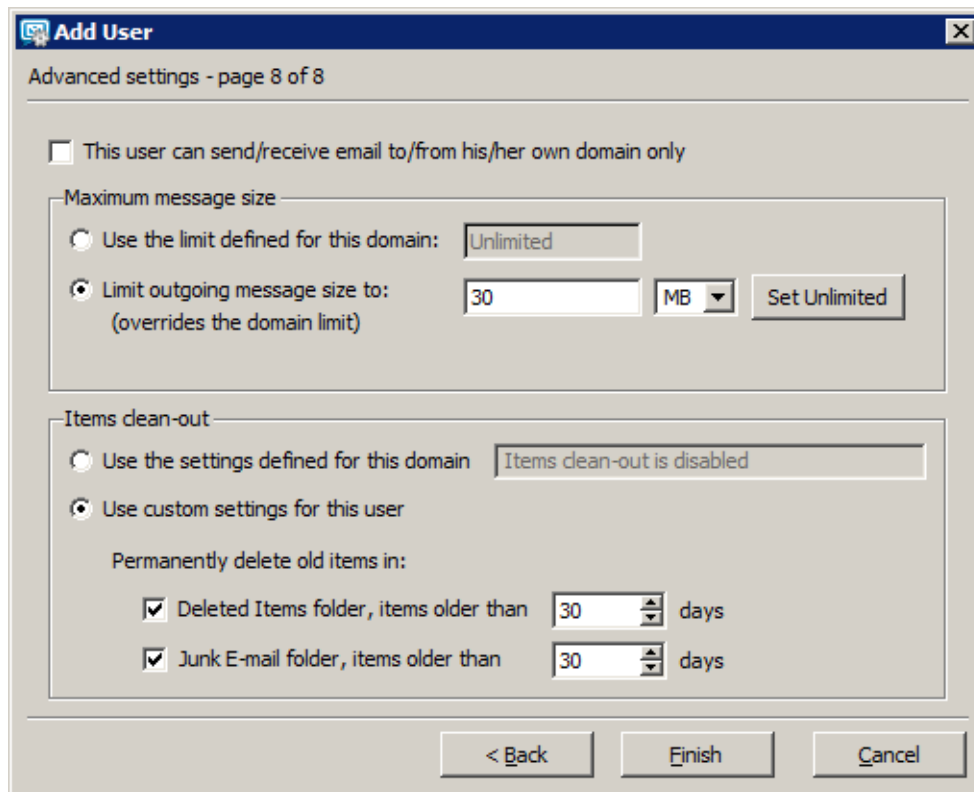 Add User
Advanced settings - page 8 of 8
This user can send/receive email to/from his/her own domain only
Maximum message size
Use the limit defined for this domain: Unlimited
Limit outgoing message size to: 30 MB Set Unlimited
(overrides the domain limit)
Items clean-out
Use the settings defined for this domain Items clean-out is disabled
Use custom settings for this user
Permanently delete old items in:
Deleted Items folder, items older than 30 days
Junk E-mail folder, items older than 30 days
< Back Finish Cancel